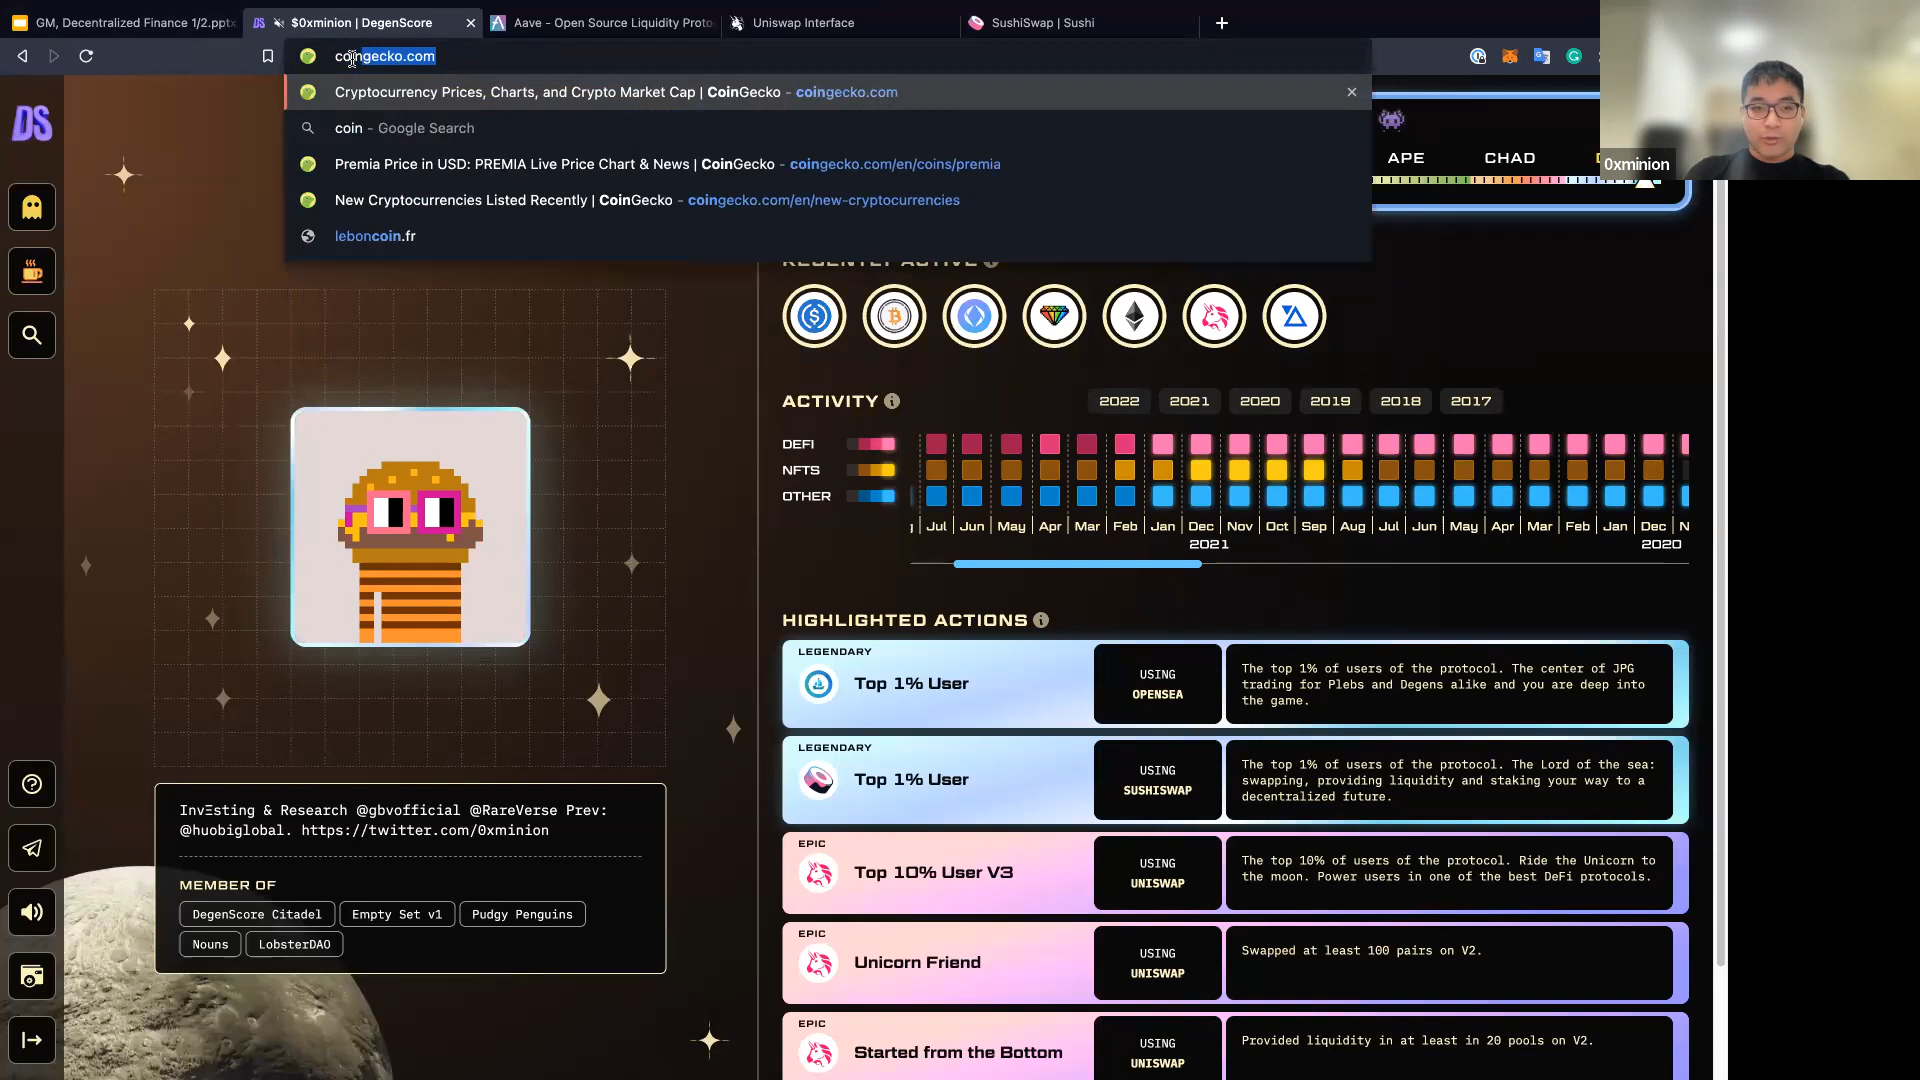 GM, Decentralized Finance 1/2.pptx
DS $0xminion | DegenScore
Aave - Open Source Liquidity Proto
Uniswap Interface
SushiSwap | Sushi
coingecko.com
Cryptocurrency Prices, Charts, and Crypto Market Cap | CoinGecko - coingecko.com
coin - Google Search
Premia Price in USD: PREMIA Live Price Chart & News | CoinGecko - coingecko.com/en/coins/premia
New Cryptocurrencies Listed Recently | CoinGecko - coingecko.com/en/new-cryptocurrencies
leboncoin.fr
DS
APE CHAD
0xminion
RECENTLY ACTIVE
ACTIVITY
2022 2021 2020 2019 2018 2017
DEFI
NFTS
OTHER
Jul Jun May Apr Mar Feb Jan Dec Nov Oct Sep Aug Jul Jun May Apr Mar Feb Jan Dec N
2021 2020
HIGHLIGHTED ACTIONS
LEGENDARY
Top 1% User
USING
OPENSEA
The top 1% of users of the protocol. The center of JPG
trading for Plebs and Degens alike and you are deep into
the game.
LEGENDARY
Top 1% User
USING
SUSHISWAP
The top 1% of users of the protocol. The Lord of the sea:
swapping, providing liquidity and staking your way to a
decentralized future.
EPIC
Top 10% User V3
USING
UNISWAP
The top 10% of users of the protocol. Ride the Unicorn to
the moon. Power users in one of the best DeFi protocols.
EPIC
Unicorn Friend
USING
UNISWAP
Swapped at least 100 pairs on V2.
EPIC
Started from the Bottom
USING
UNISWAP
Provided liquidity in at least in 20 pools on V2.
InvΞsting & Research @gbvofficial @RareVerse Prev:
@huobiglobal. https://twitter.com/0xminion
MEMBER OF
DegenScore Citadel
Empty Set v1
Pudgy Penguins
Nouns
LobsterDAO